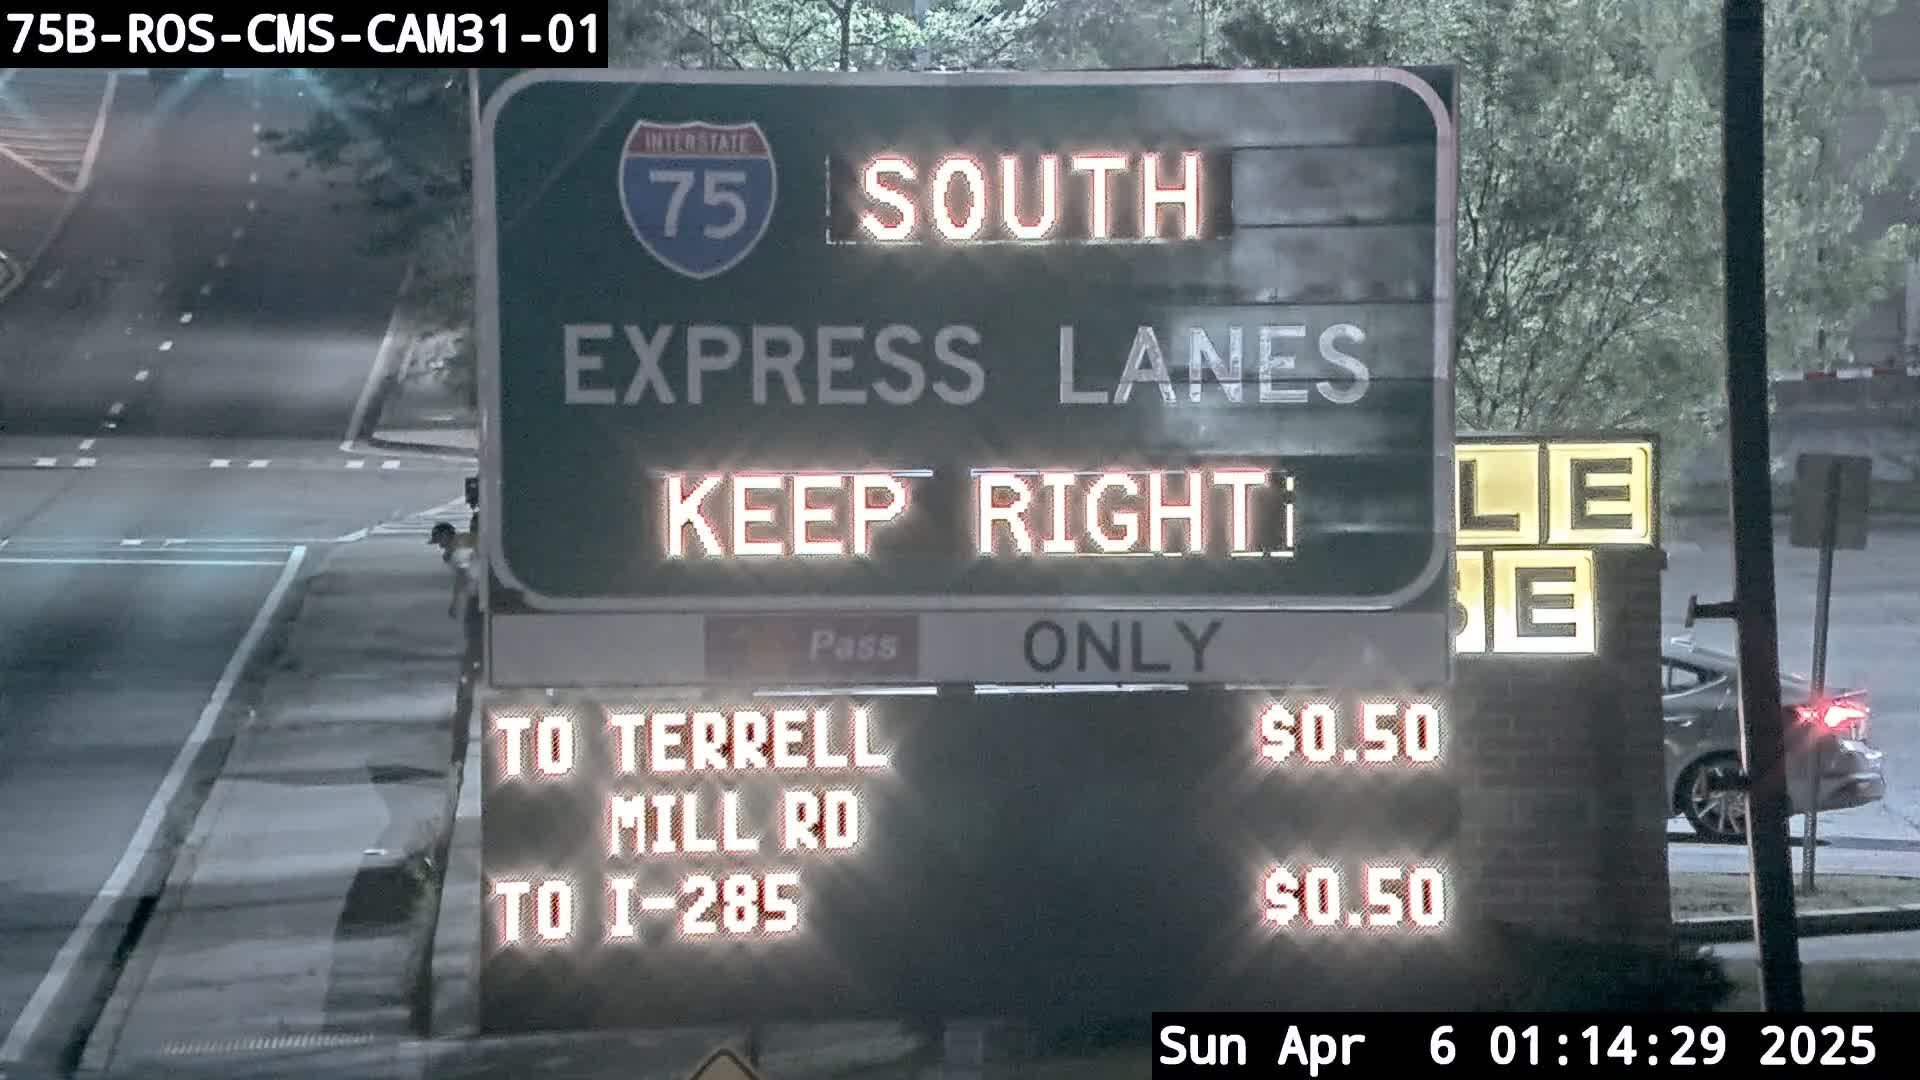 75B-ROS-CMS-CAM31-01
INTERSTATE
75
SOUTH
EXPRESS LANES
KEEP RIGHT
Pass ONLY
TO TERRELL $0.50
MILL RD
TO I-285 $0.50
LE
E
Sun Apr 6 01:14:29 2025